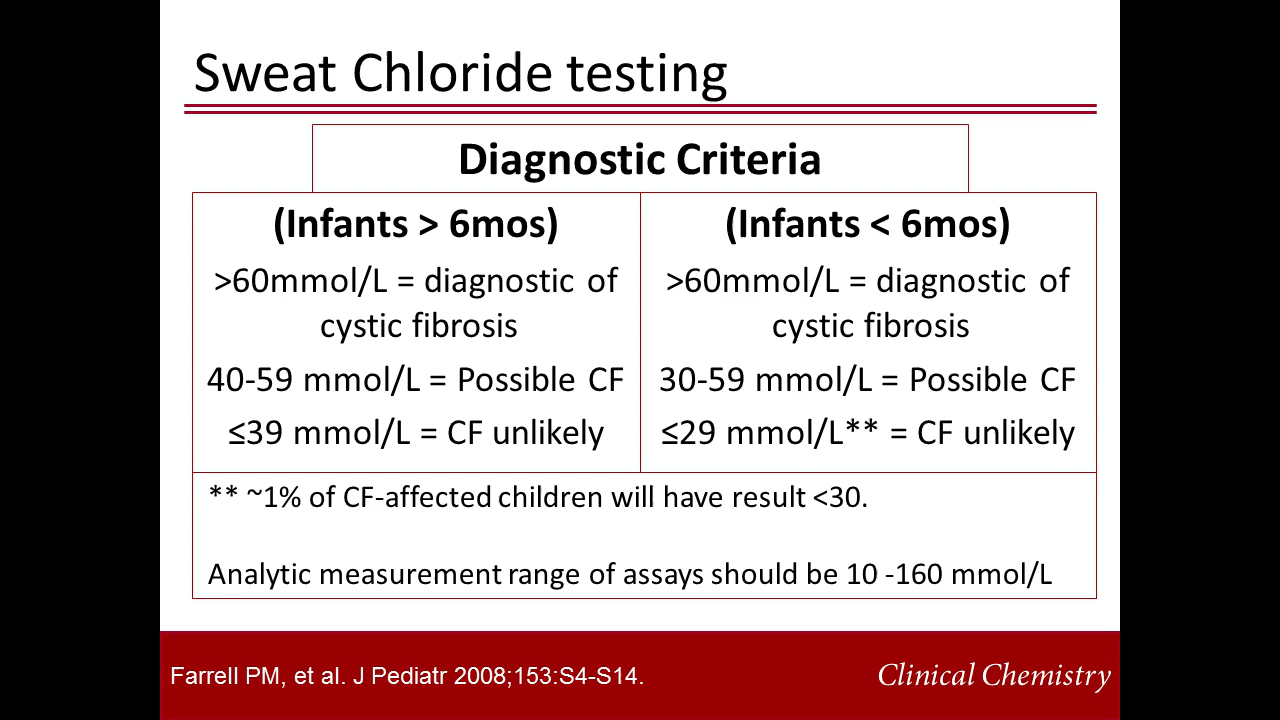 Sweat Chloride testing
Diagnostic Criteria
(Infants > 6mos)
>60mmol/L = diagnostic of
cystic fibrosis
40-59 mmol/L = Possible CF
≤39 mmol/L = CF unlikely
(Infants < 6mos)
>60mmol/L = diagnostic of
cystic fibrosis
30-59 mmol/L = Possible CF
≤29 mmol/L** = CF unlikely
** ~1% of CF-affected children will have result <30.
Analytic measurement range of assays should be 10 -160 mmol/L
Farrell PM, et al. J Pediatr 2008;153:S4-S14.
Clinical Chemistry